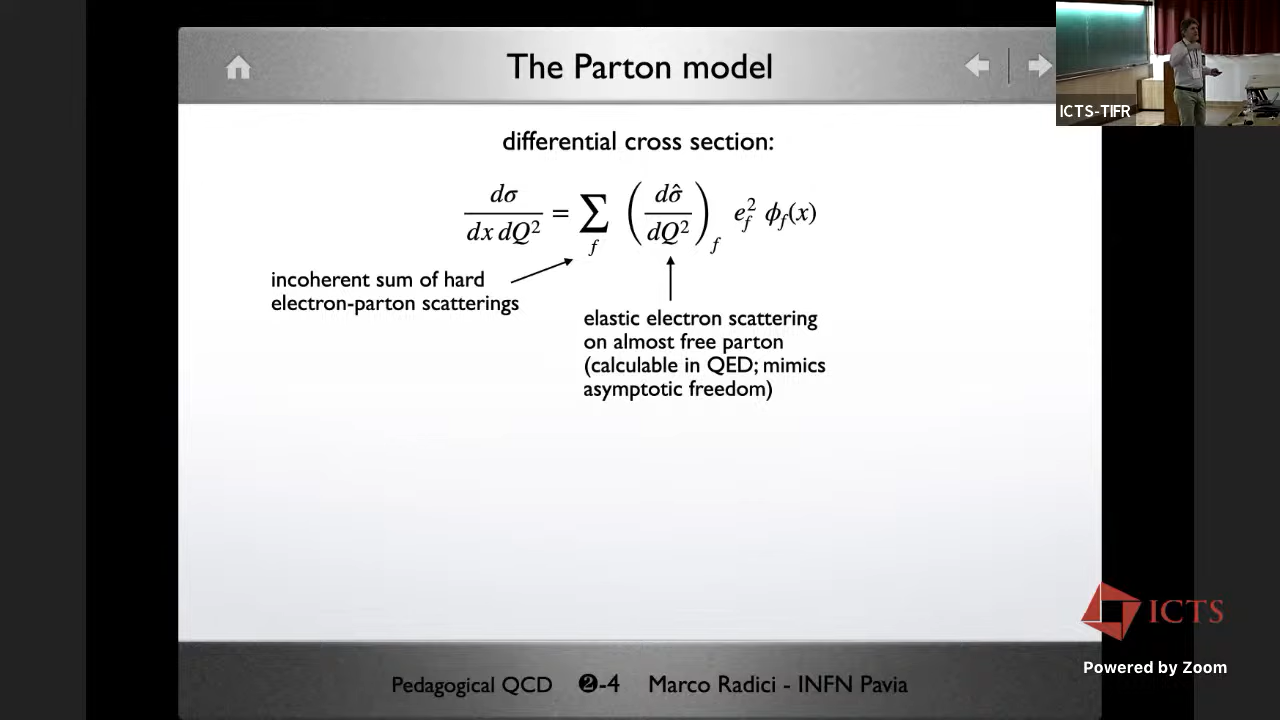 The Parton model
ICTS-TIFR
differential cross section:
dσ/dx dQ² = ∑_f (dσ̂/dQ²)_f e_f² ϕ_f(x)
incoherent sum of hard
electron-parton scatterings
elastic electron scattering
on almost free parton
(calculable in QED; mimics
asymptotic freedom)
ICTS
Powered by Zoom
Pedagogical QCD ❷-4 Marco Radici - INFN Pavia